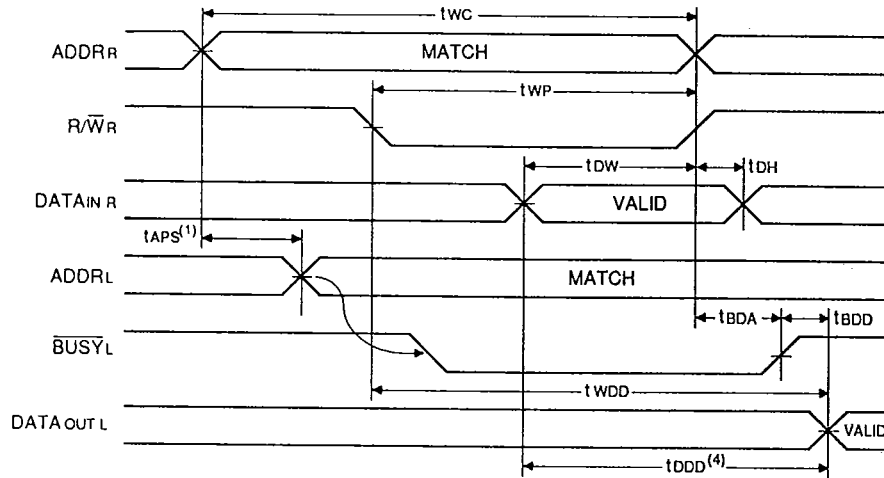 tWC
ADDRR
MATCH
tWP
R/W̅R
tDW
tDH
DATAIN R
VALID
tAPS(1)
ADDRL
MATCH
tBDA
tBDD
B̅U̅S̅Y̅L
tWDD
DATAOUT L
VALID
tDDD(4)